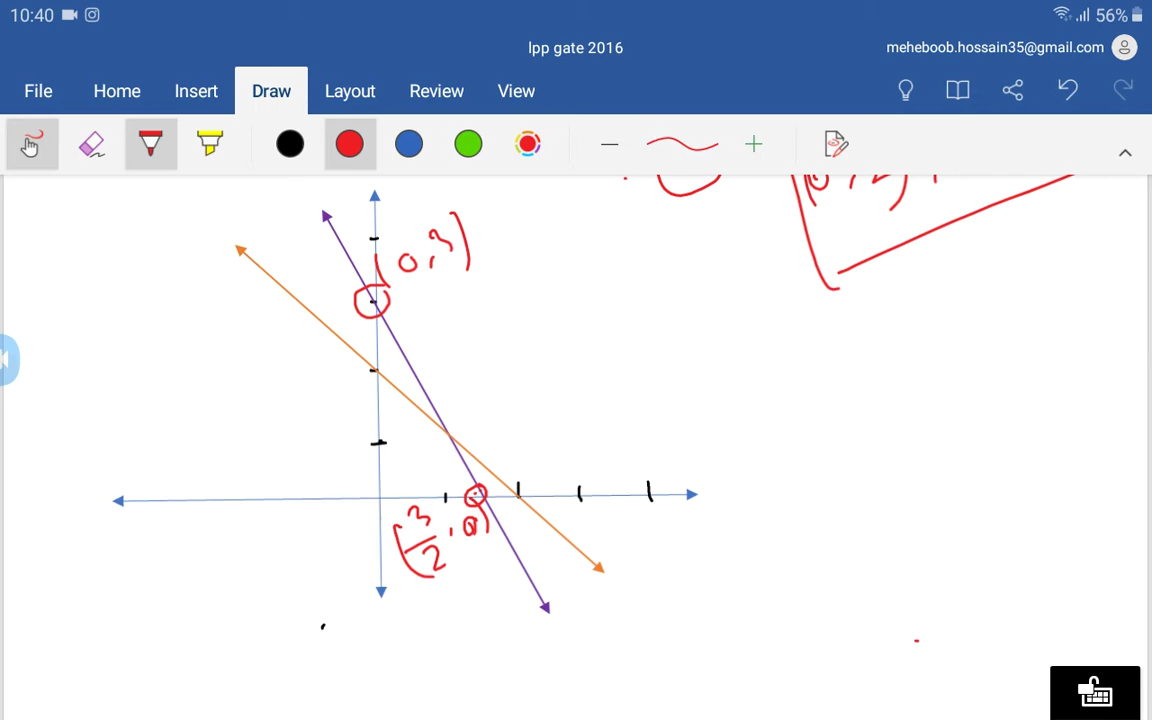 10:40 56%
lpp gate 2016
meheboob.hossain35@gmail.com
File Home Insert Draw Layout Review View
(0, 3)
(3/2, 0)